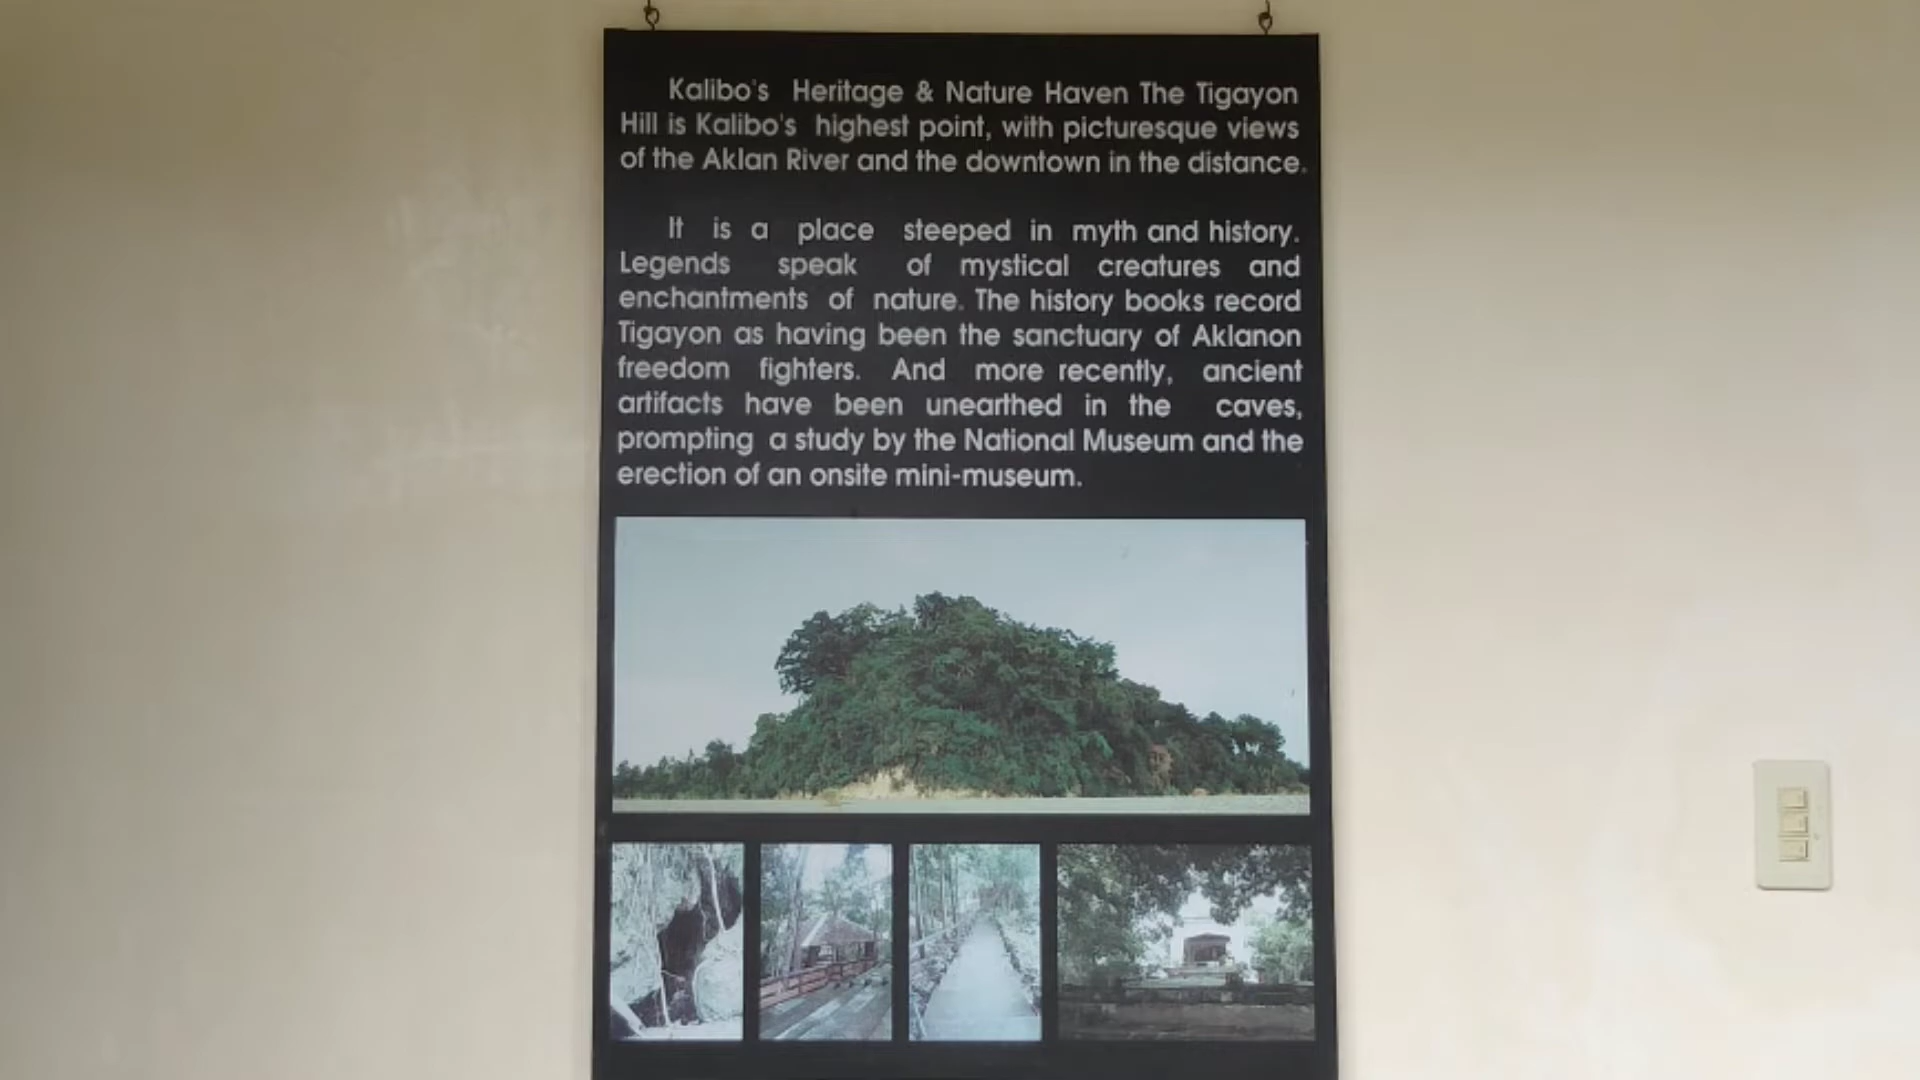 Kalibo's Heritage & Nature Haven The Tigayon
Hill is Kalibo's highest point, with picturesque views
of the Aklan River and the downtown in the distance.
It is a place steeped in myth and history.
Legends speak of mystical creatures and
enchantments of nature. The history books record
Tigayon as having been the sanctuary of Aklanon
freedom fighters. And more recently, ancient
artifacts have been unearthed in the caves,
prompting a study by the National Museum and the
erection of an onsite mini-museum.